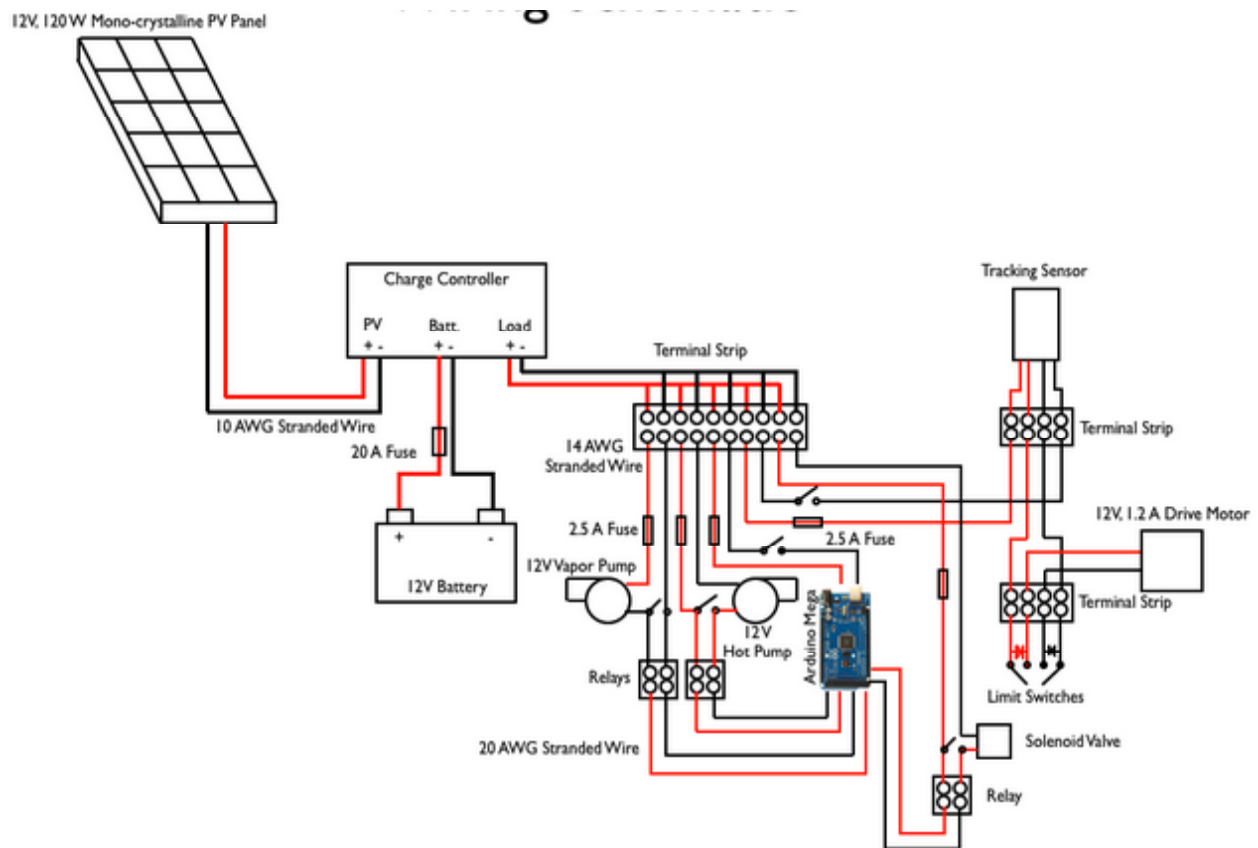 12V, 120 W Mono-crystalline PV Panel
Charge Controller
PV
Batt.
Load
+ -
+ -
+ -
10 AWG Stranded Wire
20 A Fuse
+
-
12V Battery
Terminal Strip
14 AWG
Stranded Wire
2.5 A Fuse
2.5 A Fuse
12V Vapor Pump
12 V
Hot Pump
Arduino Mega
Relays
20 AWG Stranded Wire
Tracking Sensor
Terminal Strip
12V, 1.2 A Drive Motor
Terminal Strip
Limit Switches
Solenoid Valve
Relay